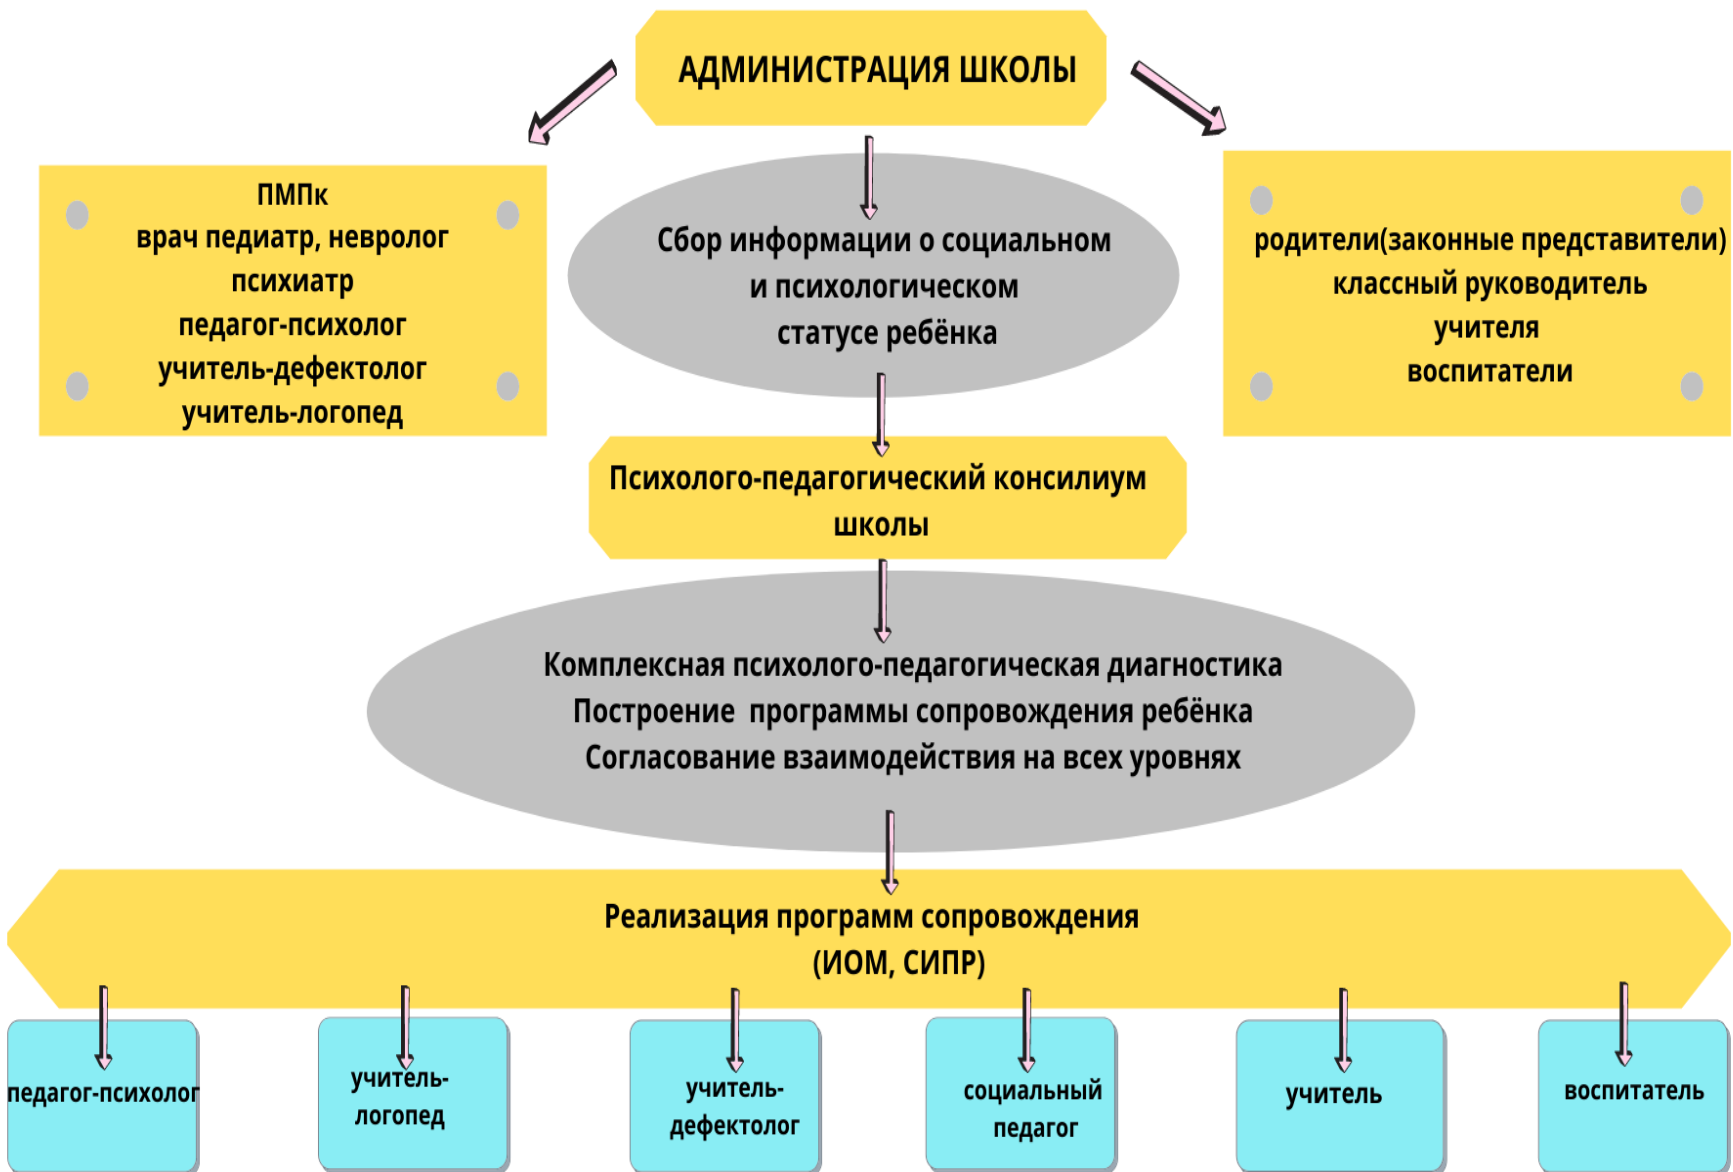 АДМИНИСТРАЦИЯ ШКОЛЫ
ПМПк
врач педиатр, невролог
психиатр
педагог-психолог
учитель-дефектолог
учитель-логопед
Сбор информации о социальном
и психологическом
статусе ребёнка
родители(законные представители)
классный руководитель
учителя
воспитатели
Психолого-педагогический консилиум
школы
Комплексная психолого-педагогическая диагностика
Построение программы сопровождения ребёнка
Согласование взаимодействия на всех уровнях
Реализация программ сопровождения
(ИОМ, СИПР)
педагог-психолог
учитель-
логопед
учитель-
дефектолог
социальный
педагог
учитель
воспитатель